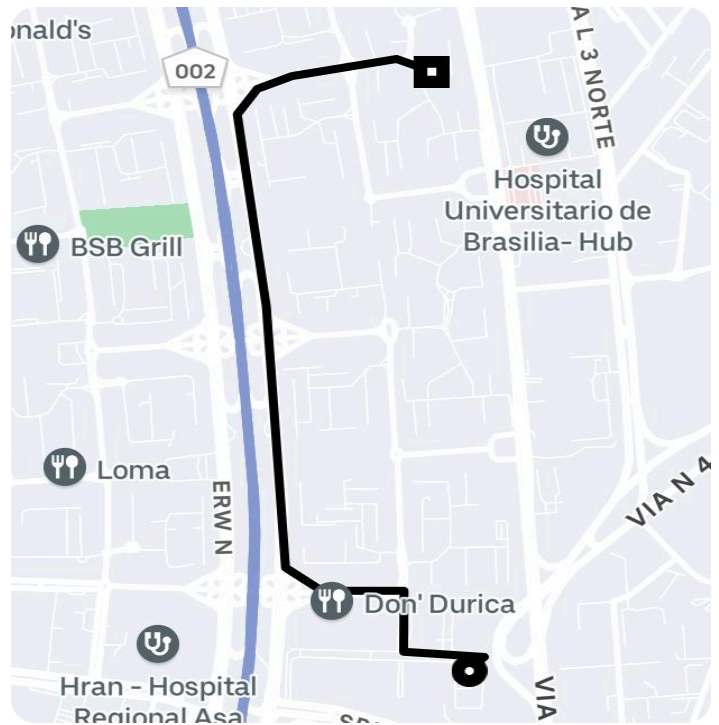 onald's
002
A L 3 NORTE
Hospital
Universitario de
Brasilia- Hub
BSB Grill
Loma
ERW N
VIA N 4
Don' Durica
Hran - Hospital
Regional Asa
VIA